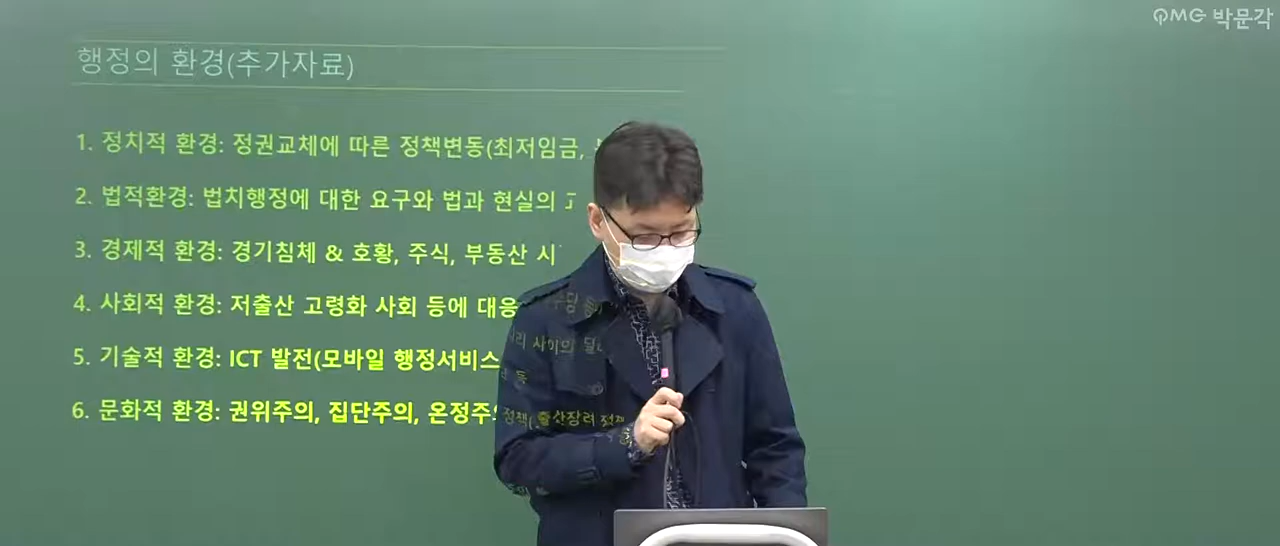 PMG 박문각
행정의 환경(추가자료)
1. 정치적 환경: 정권교체에 따른 정책변동(최저임금,
2. 법적환경: 법치행정에 대한 요구와 법과 현실의
3. 경제적 환경: 경기침체 & 호황, 주식, 부동산 시
4. 사회적 환경: 저출산 고령화 사회 등에 대응
5. 기술적 환경: ICT 발전(모바일 행정서비스
6. 문화적 환경: 권위주의, 집단주의, 온정주의